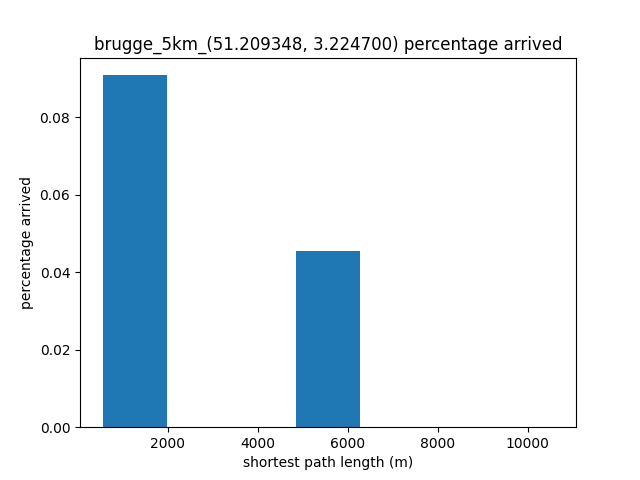 brugge_5km_(51.209348, 3.224700) percentage arrived
percentage arrived
0.08
0.06
0.04
0.02
0.00
2000 4000 6000 8000 10000
shortest path length (m)